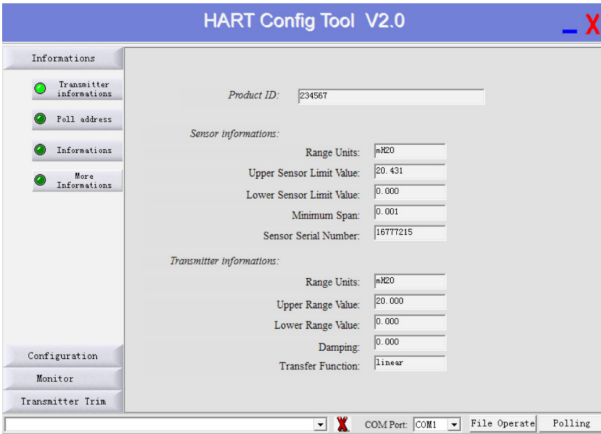 HART Config Tool V2.0
X
Informations
Transmitter
informations
Poll address
Informations
More
Informations
Configuration
Monitor
Transmitter Trim
Product ID: 234567
Sensor informations:
Range Units: mH20
Upper Sensor Limit Value: 20.431
Lower Sensor Limit Value: 0.000
Minimum Span: 0.001
Sensor Serial Number: 16777215
Transmitter informations:
Range Units: mH20
Upper Range Value: 20.000
Lower Range Value: 0.000
Damping: 0.000
Transfer Function: linear
X COM Port: COM1 File Operate Polling